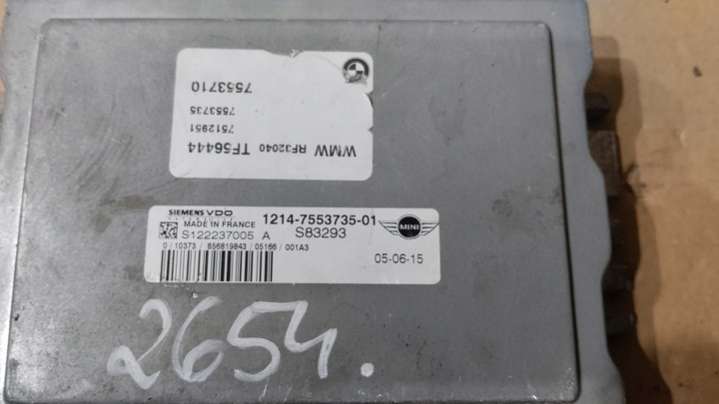 7553710
7553735
7512951
WMW RF32040 TF56444
SIEMENS VDO
1214-7553735-01
MADE IN FRANCE
S122237005 A
S83293
MINI
0 / 10373 / 856819843 / 05166 / 001A3
05-06-15
2654.